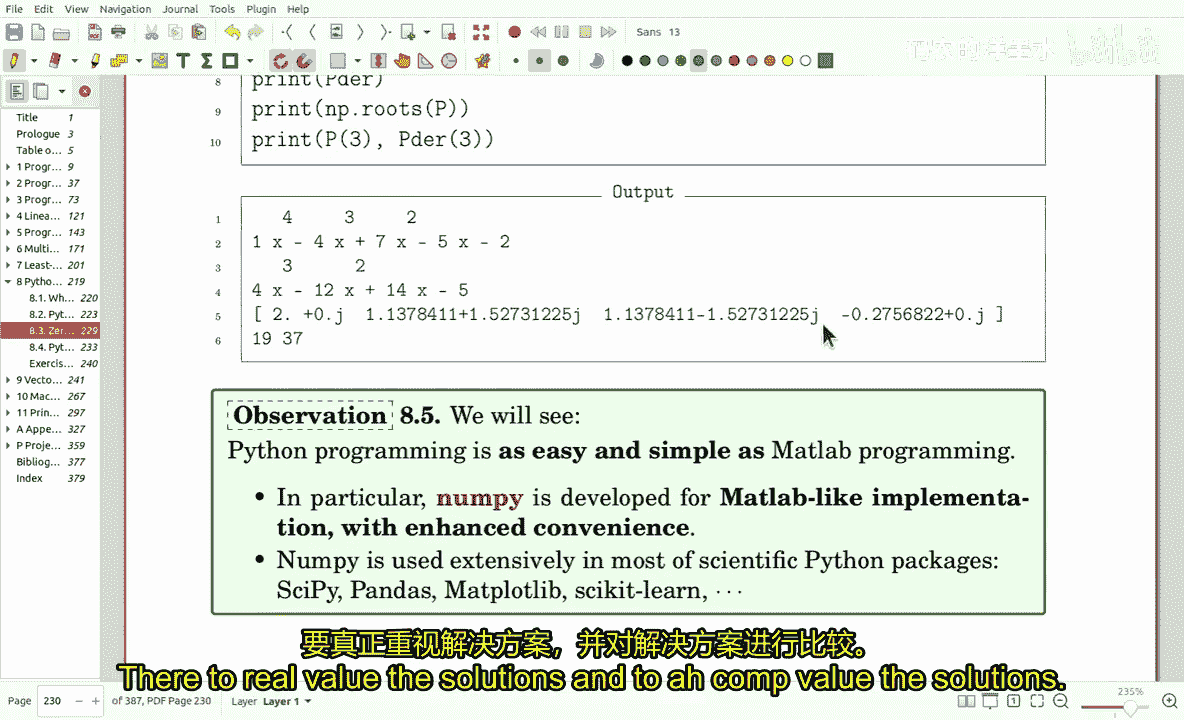 File Edit View Navigation Journal Tools Plugin Help
Sans 13
Title 1
Prologue 3
Table o... 5
1 Progr... 9
2 Progr... 37
3 Progr... 73
4 Linea... 121
5 Progr... 143
6 Multi... 171
7 Least-... 201
8 Pytho... 219
8.1. Wh... 220
8.2. Pyt... 223
8.3. Zer... 229
8.4. Pyt... 233
Exercis... 240
9 Vecto... 241
10 Mac... 267
11 Prin... 297
A Appe... 327
P Proje... 359
Bibliog... 377
Index 379
8 print(Pder)
9 print(np.roots(P))
10 print(P(3), Pder(3))
Output
1 4 3 2
2 1 x - 4 x + 7 x - 5 x - 2
3 3 2
4 4 x - 12 x + 14 x - 5
5 [ 2. +0.j 1.1378411+1.52731225j 1.1378411-1.52731225j -0.2756822+0.j ]
6 19 37
Observation 8.5. We will see:
Python programming is as easy and simple as Matlab programming.
• In particular, numpy is developed for Matlab-like implementa-
tion, with enhanced convenience.
• Numpy is used extensively in most of scientific Python packages:
SciPy, Pandas, Matplotlib, scikit-learn, ···
要真正重视解决方案，并对解决方案进行比较。
There to real value the solutions and to ah comp value the solutions.
Page 230 of 387, PDF Page 230 Layer Layer 1
235%